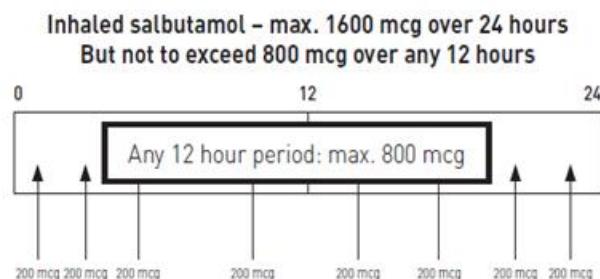 Inhaled salbutamol – max. 1600 mcg over 24 hours
But not to exceed 800 mcg over any 12 hours
0 12 24
Any 12 hour period: max. 800 mcg
200 mcg 200 mcg 200 mcg 200 mcg 200 mcg 200 mcg 200 mcg 200 mcg